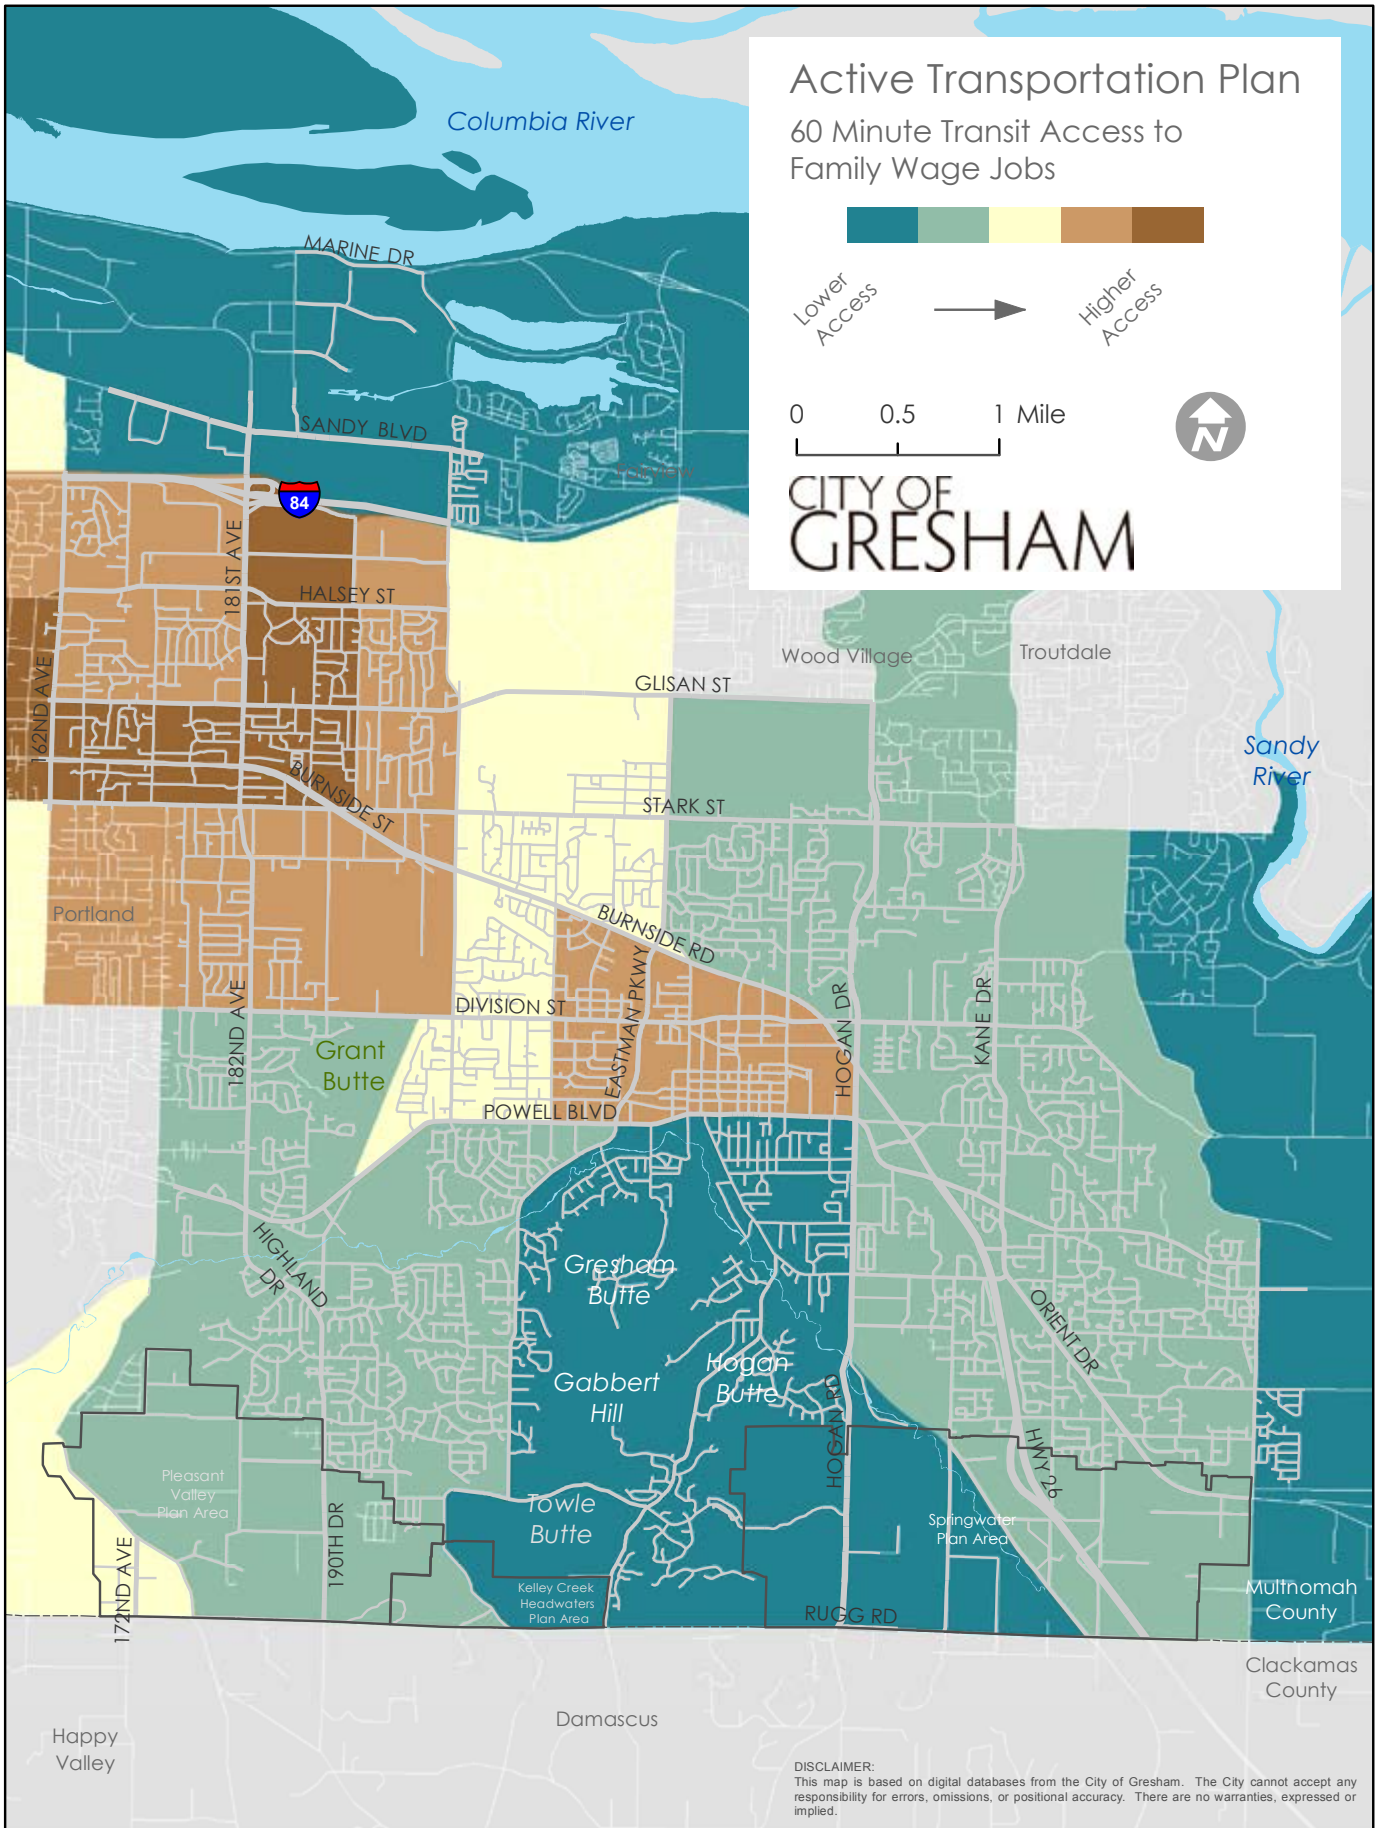 Active Transportation Plan
60 Minute Transit Access to
Family Wage Jobs
Lower
Access
Higher
Access
0 0.5 1 Mile
N
CITY OF
GRESHAM
Columbia River
MARINE DR
SANDY BLVD
Fairview
84
181ST AVE
HALSEY ST
162ND AVE
Wood Village
Troutdale
GLISAN ST
Sandy
River
BURNSIDE ST
STARK ST
Portland
BURNSIDE RD
EASTMAN PKWY
DIVISION ST
182ND AVE
HOGAN DR
KANE DR
Grant
Butte
POWELL BLVD
HIGHLAND
DR
Gresham
Butte
ORIENT DR
Gabbert
Hill
Hogan
Butte
HOGAN RD
HWY 26
Pleasant
Valley
Plan Area
Towle
Butte
190TH DR
Springwater
Plan Area
172ND AVE
Kelley Creek
Headwaters
Plan Area
RUGG RD
Multnomah
County
Clackamas
County
Damascus
Happy
Valley
DISCLAIMER:
This map is based on digital databases from the City of Gresham. The City cannot accept any
responsibility for errors, omissions, or positional accuracy. There are no warranties, expressed or
implied.